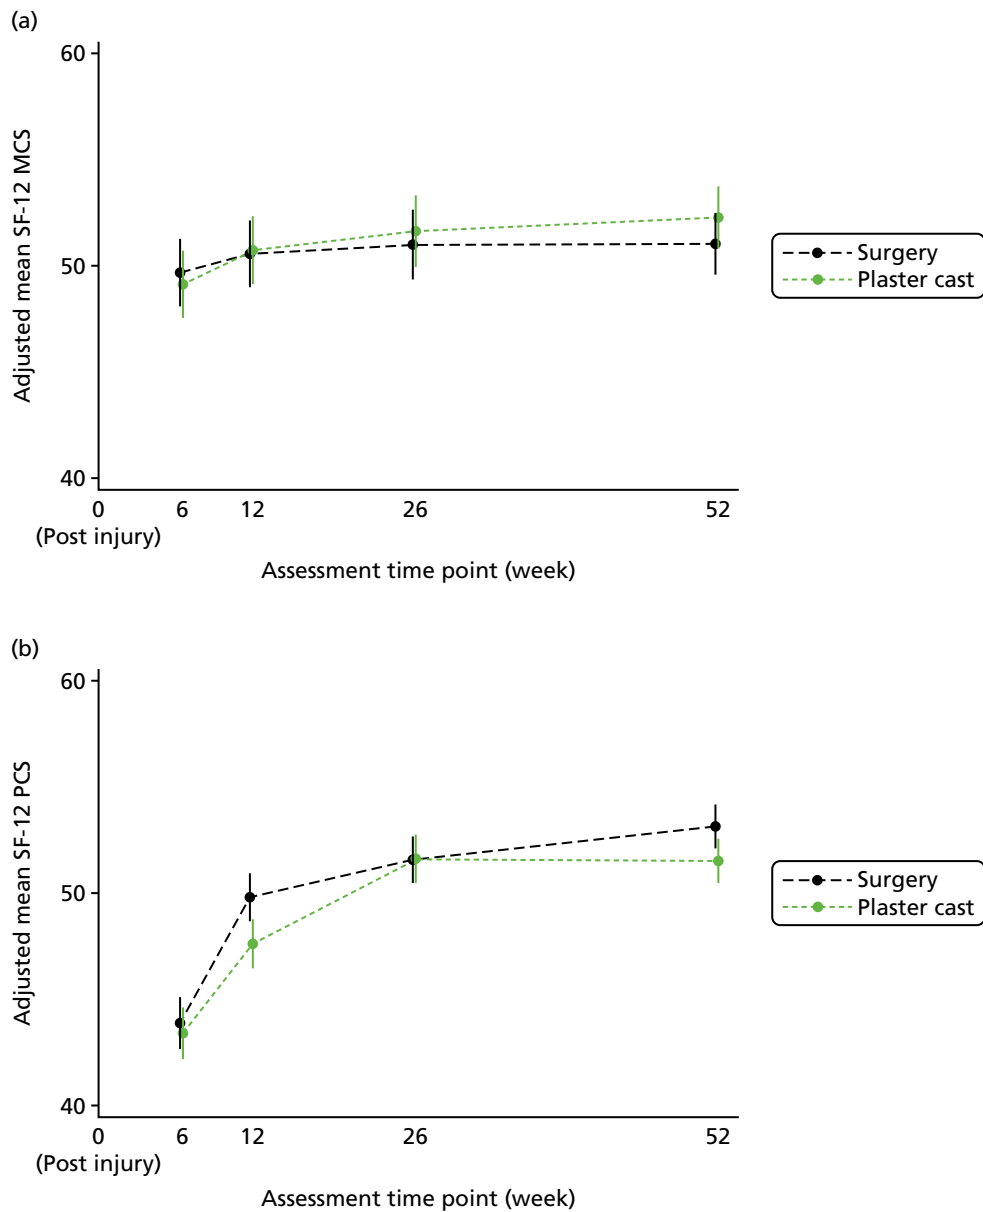 (a)
60
50
40
Adjusted mean SF-12 MCS
0 6 12 26 52
(Post injury)
Assessment time point (week)
Surgery
Plaster cast
(b)
60
50
40
Adjusted mean SF-12 PCS
0 6 12 26 52
(Post injury)
Assessment time point (week)
Surgery
Plaster cast